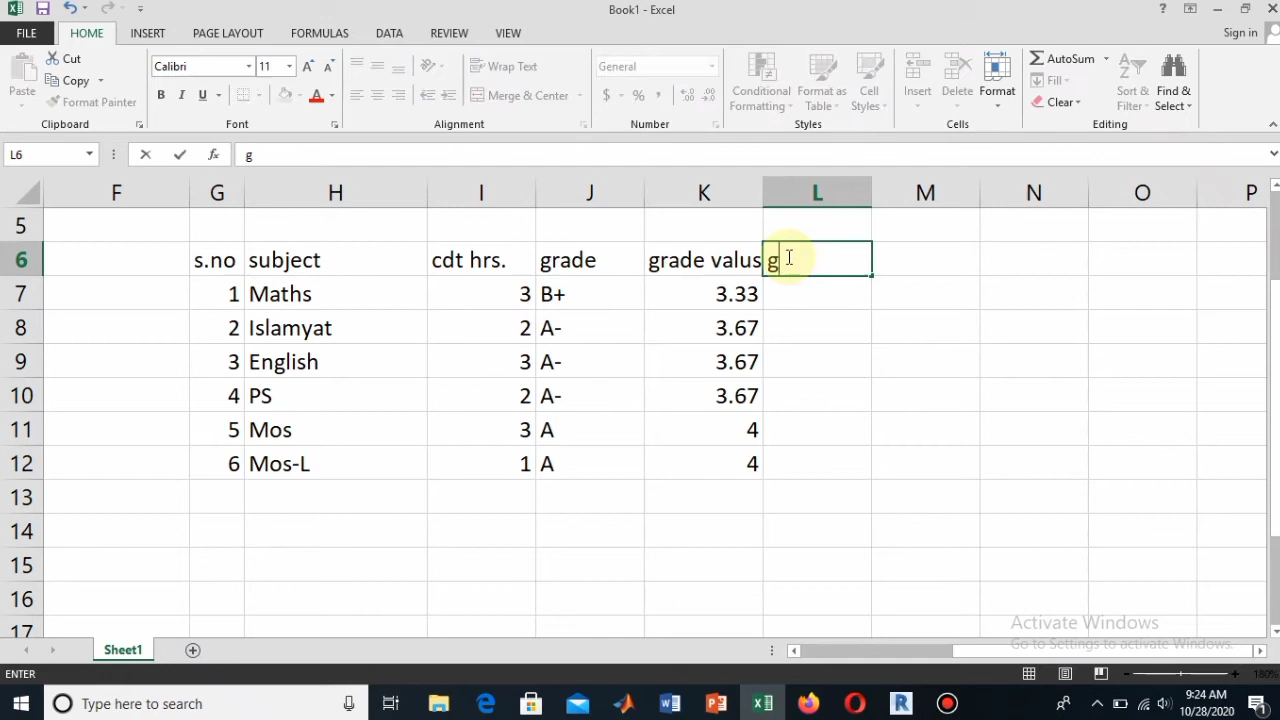 Book1 - Excel
FILE HOME INSERT PAGE LAYOUT FORMULAS DATA REVIEW VIEW Sign in
Paste
Cut
Copy
Format Painter
Clipboard
Calibri 11
B I U
Font
Wrap Text
Merge & Center
Alignment
General
$ % ,
Number
Conditional Formatting
Format as Table
Cell Styles
Styles
Insert
Delete
Format
Cells
AutoSum
Fill
Clear
Sort & Filter
Find & Select
Editing
L6 fx g
F G H I J K L M N O P
5
6 s.no subject cdt hrs. grade grade valus g
7 1 Maths 3 B+ 3.33
8 2 Islamyat 2 A- 3.67
9 3 English 3 A- 3.67
10 4 PS 2 A- 3.67
11 5 Mos 3 A 4
12 6 Mos-L 1 A 4
13
14
15
16
17
Activate Windows
Go to Settings to activate Windows.
Sheet1
ENTER 180%
Type here to search
9:24 AM
10/28/2020